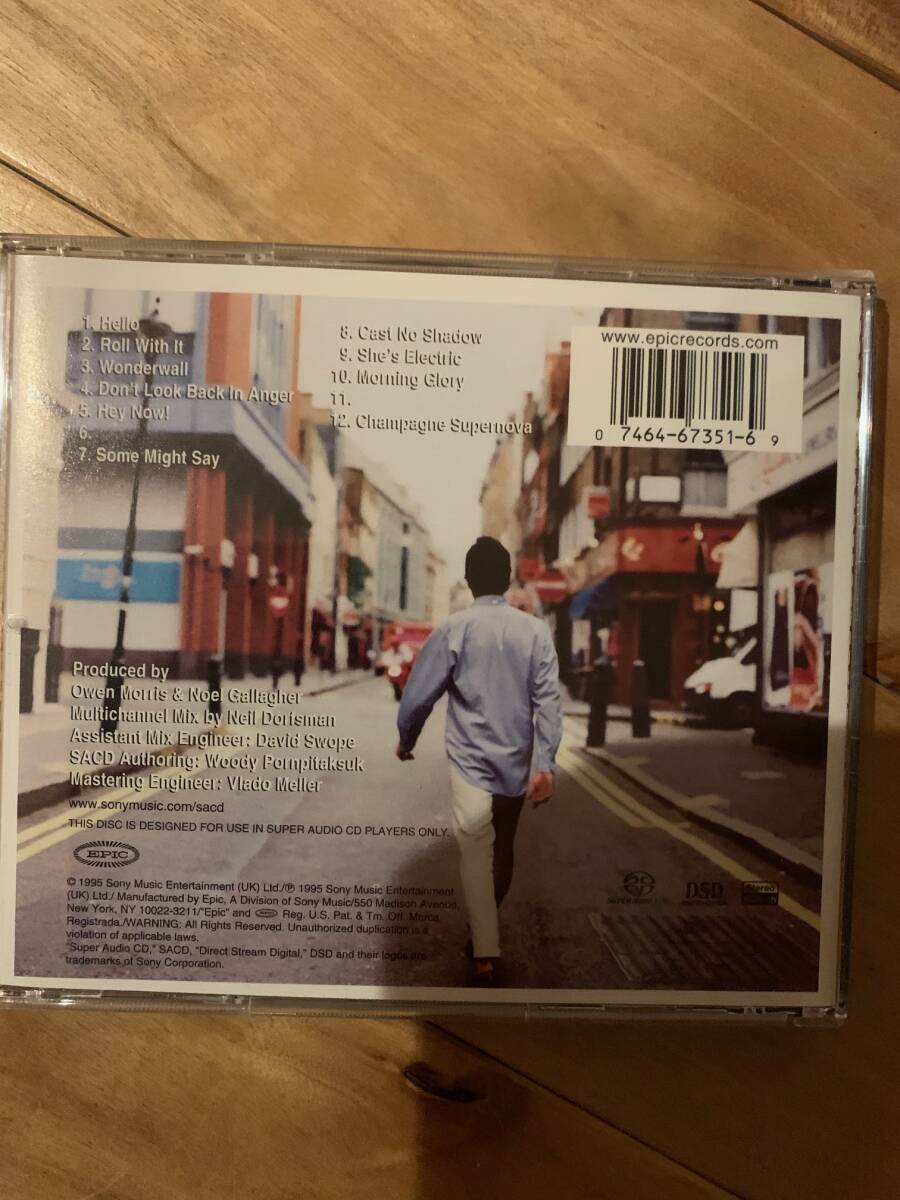 1. Hello
2. Roll With It
3. Wonderwall
4. Don't Look Back In Anger
5. Hey Now!
6.
7. Some Might Say
8. Cast No Shadow
9. She's Electric
10. Morning Glory
11.
12. Champagne Supernova
www.epicrecords.com
0 7464-67351-6 9
Produced by
Owen Morris & Noel Gallagher
Multichannel Mix by Neil Dorfsman
Assistant Mix Engineer: David Swope
SACD Authoring: Woody Pornpitaksuk
Mastering Engineer: Vlado Meller
www.sonymusic.com/sacd
THIS DISC IS DESIGNED FOR USE IN SUPER AUDIO CD PLAYERS ONLY.
EPIC
© 1995 Sony Music Entertainment (UK) Ltd./℗ 1995 Sony Music Entertainment
(UK) Ltd./ Manufactured by Epic, A Division of Sony Music/550 Madison Avenue,
New York, NY 10022-3211/"Epic" and EPIC Reg. U.S. Pat. & Tm. Off. Marca
Registrada./WARNING: All Rights Reserved. Unauthorized duplication is a
violation of applicable laws.
"Super Audio CD," SACD, "Direct Stream Digital," DSD and their logos are
trademarks of Sony Corporation.
SUPER AUDIO CD
DSD
Stereo